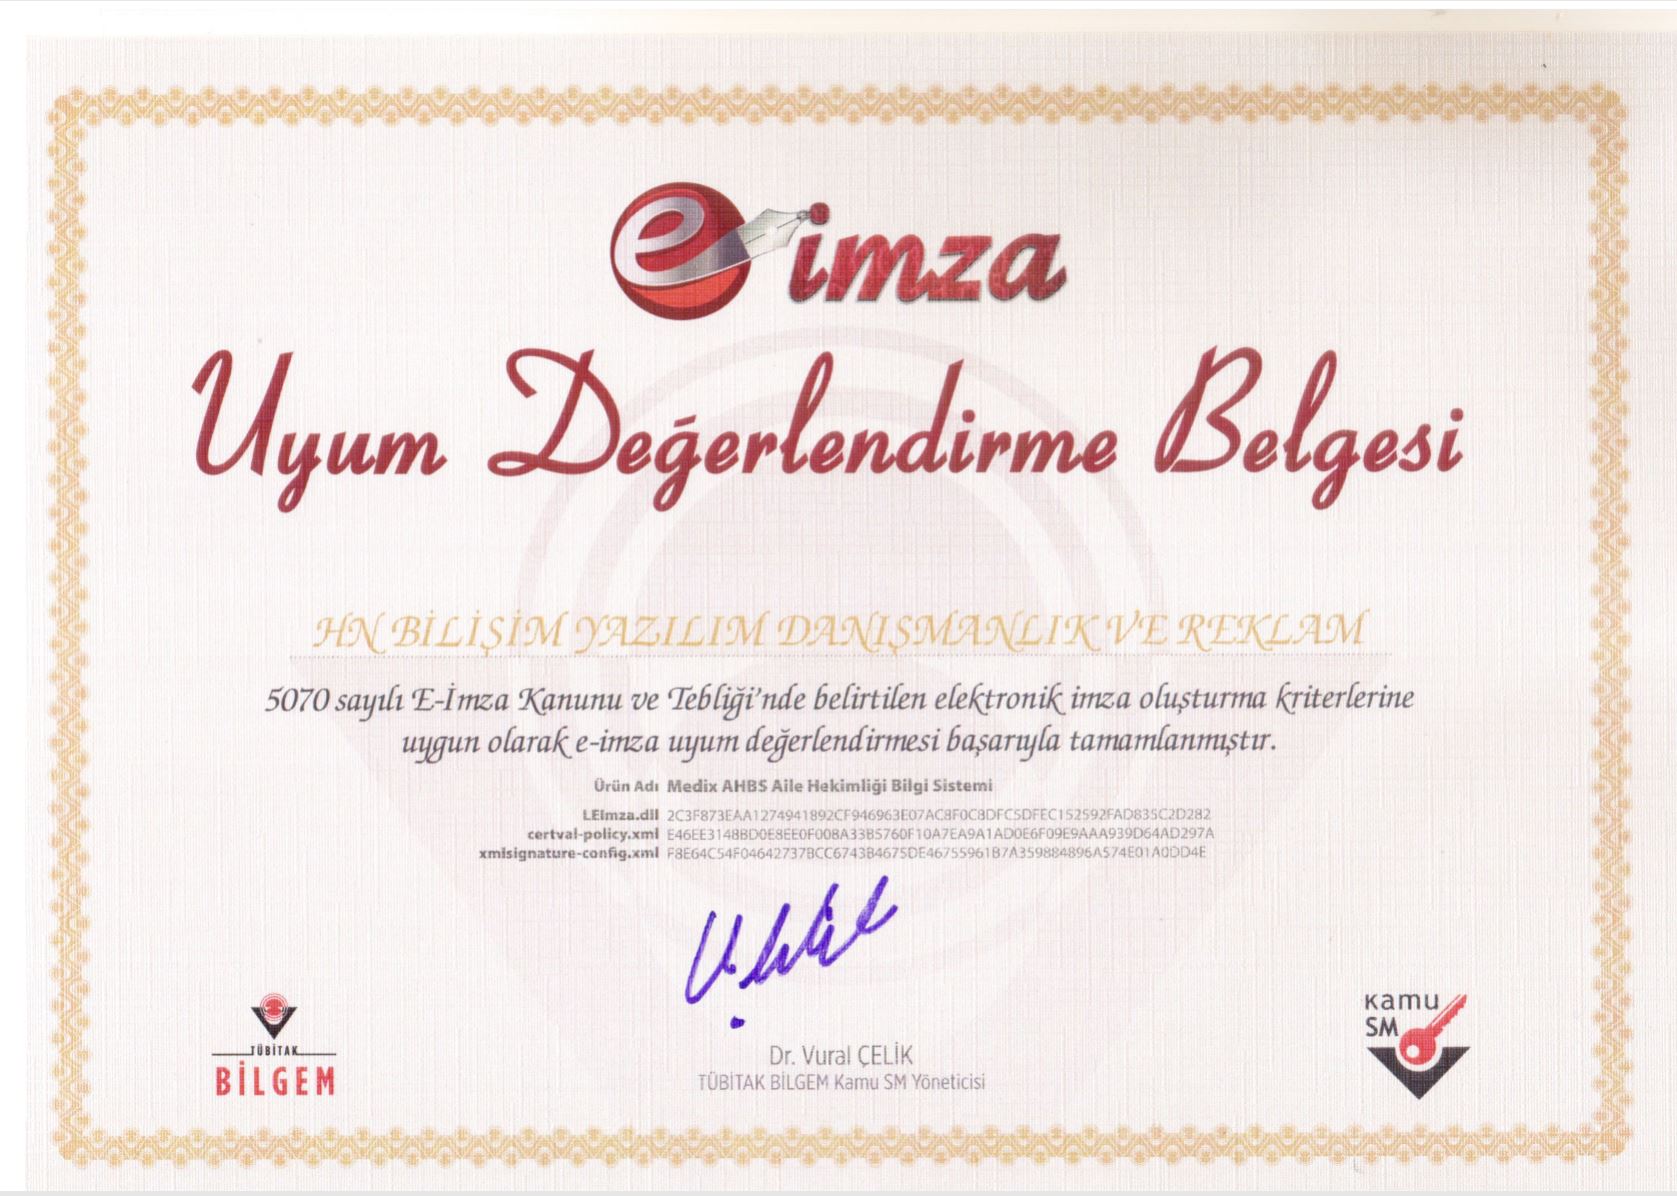 e imza
Uyum Değerlendirme Belgesi
HN BİLİŞİM YAZILIM DANIŞMANLIK VE REKLAM
5070 sayılı E-İmza Kanunu ve Tebliği'nde belirtilen elektronik imza oluşturma kriterlerine
uygun olarak e-imza uyum değerlendirmesi başarıyla tamamlanmıştır.
Ürün Adı Medix AHBS Aile Hekimliği Bilgi Sistemi
LEImza.dll 2C3F873EAA1274941892CF946963E07AC8F0C8DFC5DFEC152592FAD835C2D282
certval-policy.xml E46EE3148BD0E8EE0F008A33B5760F10A7EA9A1AD0E6F09E9AAA939D64AD297A
xmlsignature-config.xml F8E64C54F04642737BCC6743B4675DE46755961B7A359884896A574E01A0DD4E
Dr. Vural ÇELİK
TÜBİTAK BİLGEM Kamu SM Yöneticisi
TÜBİTAK
BİLGEM
Kamu
SM